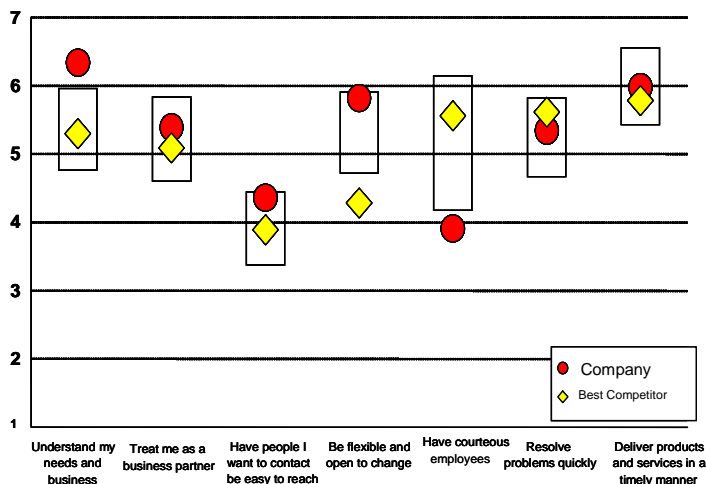 7
6
5
4
3
2
1
Company
Best Competitor
Understand my
needs and
business
Treat me as a
business partner
Have people I
want to contact
be easy to reach
Be flexible and
open to change
Have courteous
employees
Resolve
problems quickly
Deliver products
and services in a
timely manner